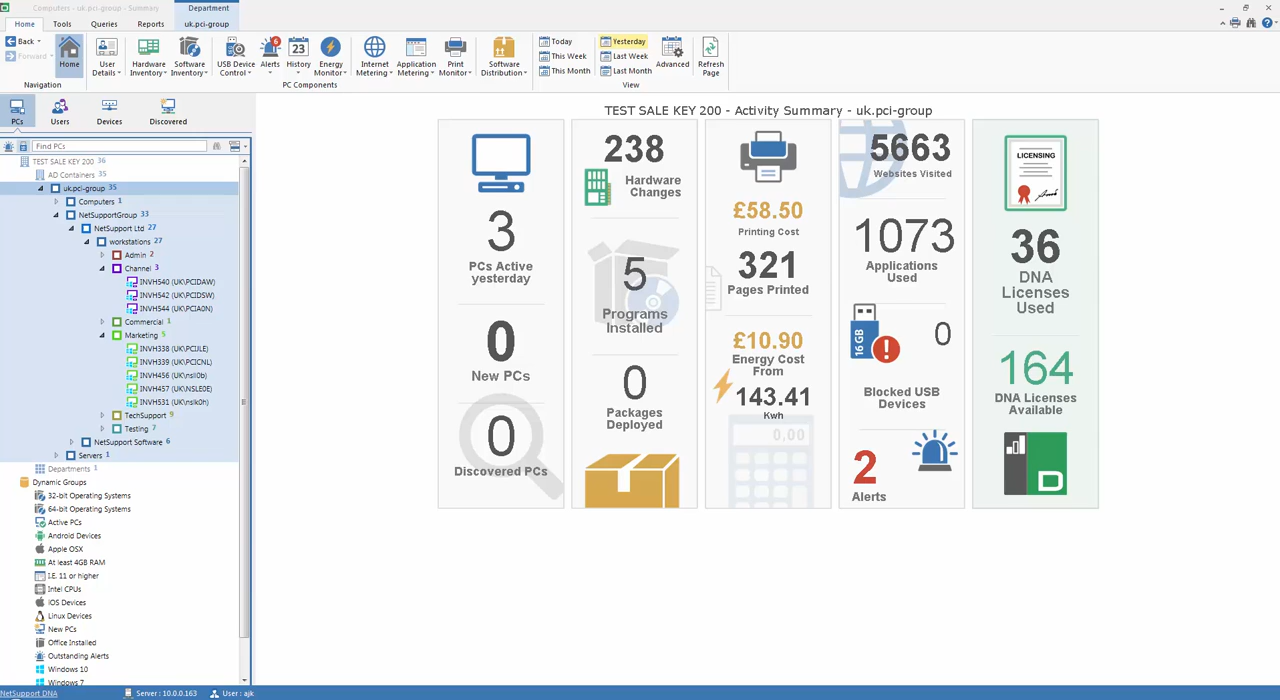 Computers - uk.pci-group - Summary
Department
Home Tools Queries Reports uk.pci-group
Back
Forward
Home
User Details
Hardware Inventory
Software Inventory
USB Device Control
6
Alerts
23
History
Energy Monitor
Internet Metering
Application Metering
Print Monitor
Software Distribution
Today
This Week
This Month
Yesterday
Last Week
Last Month
Advanced
Refresh Page
Navigation
PC Components
View
PCs Users Devices Discovered
Find PCs
TEST SALE KEY 200 36
AD Containers 35
uk.pci-group 35
Computers 1
NetSupportGroup 33
NetSupport Ltd 27
workstations 27
Admin 2
Channel 3
INVH540 (UK\PCIDAW)
INVH542 (UK\PCIDSW)
INVH544 (UK\PCIA0N)
Commercial 1
Marketing 5
INVH338 (UK\PCIJLE)
INVH339 (UK\PCICNL)
INVH456 (UK\nsll0b)
INVH457 (UK\NSLE0E)
INVH531 (UK\nslk0h)
TechSupport 9
Testing 7
NetSupport Software 6
Servers 1
Departments 1
Dynamic Groups
32-bit Operating Systems
64-bit Operating Systems
Active PCs
Android Devices
Apple OSX
At least 4GB RAM
I.E. 11 or higher
Intel CPUs
iOS Devices
Linux Devices
New PCs
Office Installed
Outstanding Alerts
Windows 10
Windows 7
TEST SALE KEY 200 - Activity Summary - uk.pci-group
3
PCs Active
yesterday
0
New PCs
0
Discovered PCs
238
Hardware
Changes
5
Programs
Installed
0
Packages
Deployed
£58.50
Printing Cost
321
Pages Printed
£10.90
Energy Cost
From
143.41
Kwh
0,00
5663
Websites Visited
1073
Applications
Used
16 GB
!
0
Blocked USB
Devices
2
Alerts
LICENSING
36
DNA
Licenses
Used
164
DNA Licenses
Available
D
NetSupport DNA Server : 10.0.0.163 User : ajk